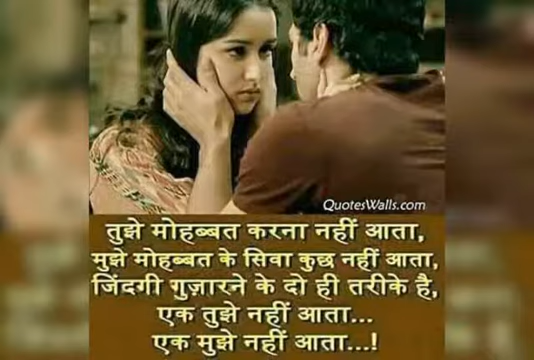 QuotesWalls.com
तुझे मोहब्बत करना नहीं आता,
मुझे मोहब्बत के सिवा कुछ नहीं आता,
जिंदगी गुज़ारने के दो ही तरीके है,
एक तुझे नहीं आता...
एक मुझे नहीं आता...!